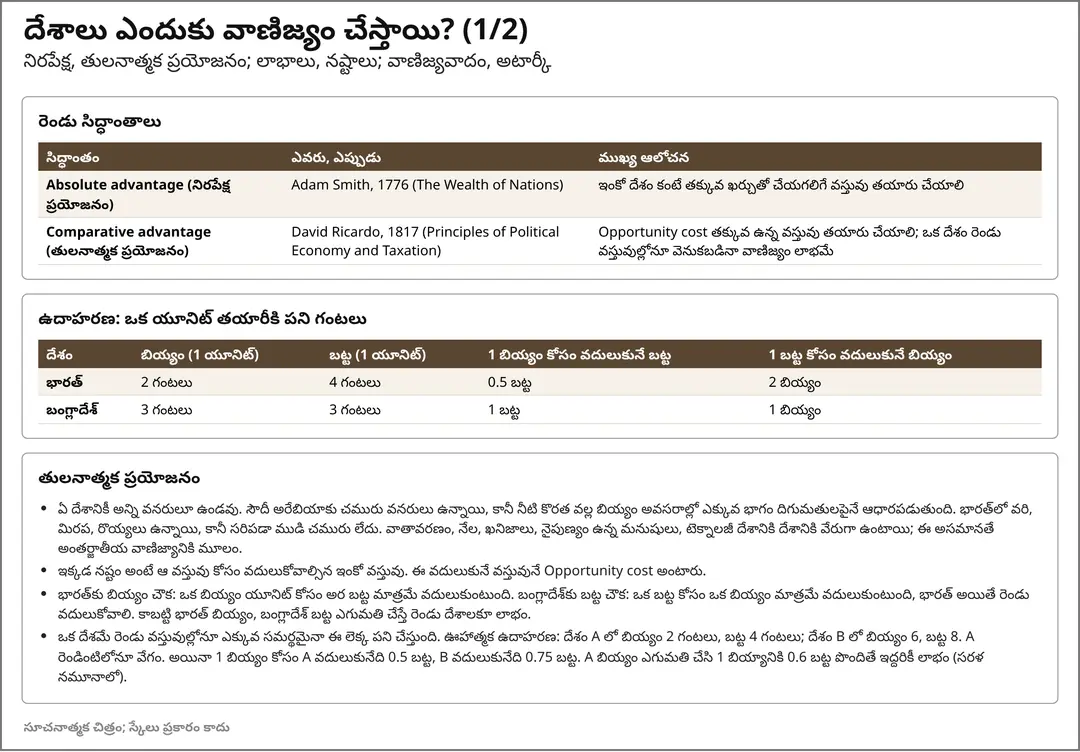 దేశాలు ఎందుకు వాణిజ్యం చేస్తాయి? (1/2)
నిరపేక్ష, తులనాత్మక ప్రయోజనం; లాభాలు, నష్టాలు; వాణిజ్యవాదం, అటార్కీ
రెండు సిద్ధాంతాలు
సిద్ధాంతం ఎవరు, ఎప్పుడు ముఖ్య ఆలోచన
Absolute advantage (నిరపేక్ష ప్రయోజనం) Adam Smith, 1776 (The Wealth of Nations) ఇంకో దేశం కంటే తక్కువ ఖర్చుతో చేయగలిగే వస్తువు తయారు చేయాలి
Comparative advantage (తులనాత్మక ప్రయోజనం) David Ricardo, 1817 (Principles of Political Economy and Taxation) Opportunity cost తక్కువ ఉన్న వస్తువు తయారు చేయాలి; ఒక దేశం రెండు వస్తువుల్లోనూ వెనుకబడినా వాణిజ్యం లాభమే
ఉదాహరణ: ఒక యూనిట్ తయారీకి పని గంటలు
దేశం బియ్యం (1 యూనిట్) బట్ట (1 యూనిట్) 1 బియ్యం కోసం వదులుకునే బట్ట 1 బట్ట కోసం వదులుకునే బియ్యం
భారత్ 2 గంటలు 4 గంటలు 0.5 బట్ట 2 బియ్యం
బంగ్లాదేశ్ 3 గంటలు 3 గంటలు 1 బట్ట 1 బియ్యం
తులనాత్మక ప్రయోజనం
• ఏ దేశానికీ అన్ని వనరులూ ఉండవు. సౌదీ అరేబియాకు చమురు వనరులు ఉన్నాయి, కానీ నీటి కొరత వల్ల బియ్యం అవసరాల్లో ఎక్కువ భాగం దిగుమతులపైనే ఆధారపడుతుంది. భారత్‌లో వరి,
మిరప, రొయ్యలు ఉన్నాయి, కానీ సరిపడా ముడి చమురు లేదు. వాతావరణం, నేల, ఖనిజాలు, నైపుణ్యం ఉన్న మనుషులు, టెక్నాలజీ దేశానికి దేశానికి వేరుగా ఉంటాయి; ఈ అసమానతే
అంతర్జాతీయ వాణిజ్యానికి మూలం.
• ఇక్కడ నష్టం అంటే ఆ వస్తువు కోసం వదులుకోవాల్సిన ఇంకో వస్తువు. ఈ వదులుకునే వస్తువునే Opportunity cost అంటారు.
• భారత్‌కు బియ్యం చౌక: ఒక బియ్యం యూనిట్ కోసం అర బట్ట మాత్రమే వదులుకుంటుంది. బంగ్లాదేశ్‌కు బట్ట చౌక: ఒక బట్ట కోసం ఒక బియ్యం మాత్రమే వదులుకుంటుంది, భారత్ అయితే రెండు
వదులుకోవాలి. కాబట్టి భారత్ బియ్యం, బంగ్లాదేశ్ బట్ట ఎగుమతి చేస్తే రెండు దేశాలకూ లాభం.
• ఒక దేశమే రెండు వస్తువుల్లోనూ ఎక్కువ సమర్థమైనా ఈ లెక్క పని చేస్తుంది. ఊహాత్మక ఉదాహరణ: దేశం A లో బియ్యం 2 గంటలు, బట్ట 4 గంటలు; దేశం B లో బియ్యం 6, బట్ట 8. A
రెండింటిలోనూ వేగం. అయినా 1 బియ్యం కోసం A వదులుకునేది 0.5 బట్ట, B వదులుకునేది 0.75 బట్ట. A బియ్యం ఎగుమతి చేసి 1 బియ్యానికి 0.6 బట్ట పొందితే ఇద్దరికీ లాభం (సరళ
నమూనాలో).
సూచనాత్మక చిత్రం; స్కేలు ప్రకారం కాదు